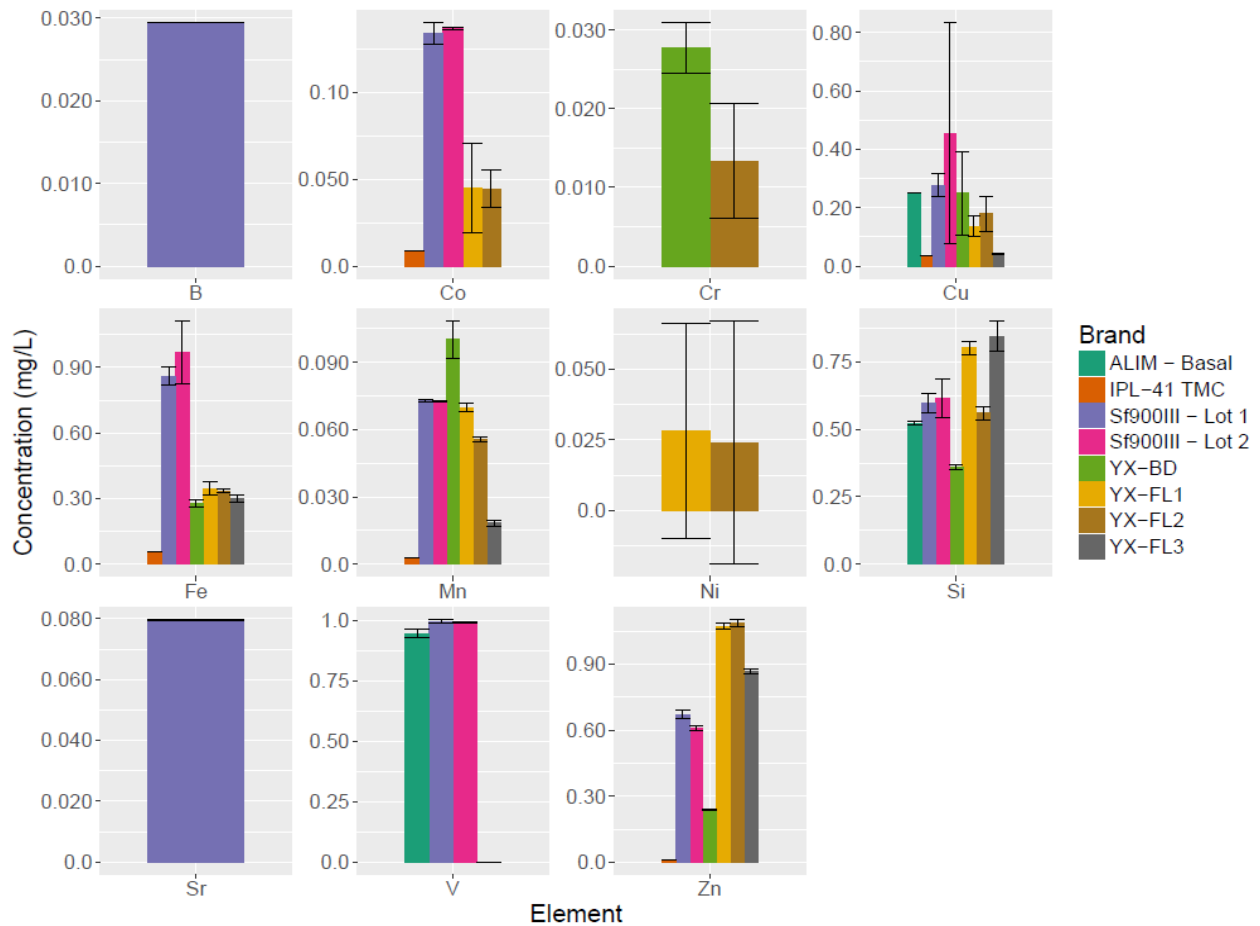 0.030
0.020
0.010
0.0
B
0.10
0.050
0.0
Co
0.030
0.020
0.010
0.0
Cr
0.80
0.60
0.40
0.20
0.0
Cu
Concentration (mg/L)
0.90
0.60
0.30
0.0
Fe
0.090
0.060
0.030
0.0
Mn
0.050
0.025
0.0
Ni
0.75
0.50
0.25
0.0
Si
Brand
ALIM − Basal
IPL−41 TMC
Sf900III − Lot 1
Sf900III − Lot 2
YX−BD
YX−FL1
YX−FL2
YX−FL3
0.080
0.060
0.040
0.020
0.0
Sr
1.0
0.75
0.50
0.25
0.0
V
0.90
0.60
0.30
0.0
Zn
Element